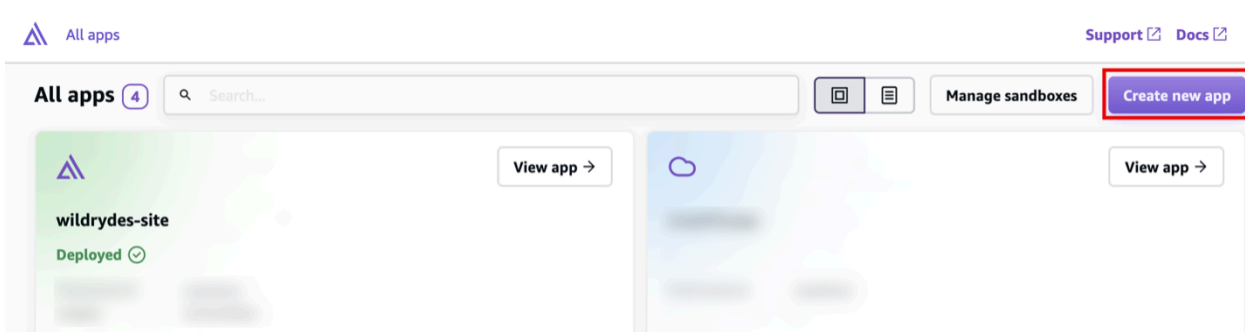 All apps
Support Docs
All apps 4 Search... Manage sandboxes Create new app
View app → View app →
wildrydes-site
Deployed